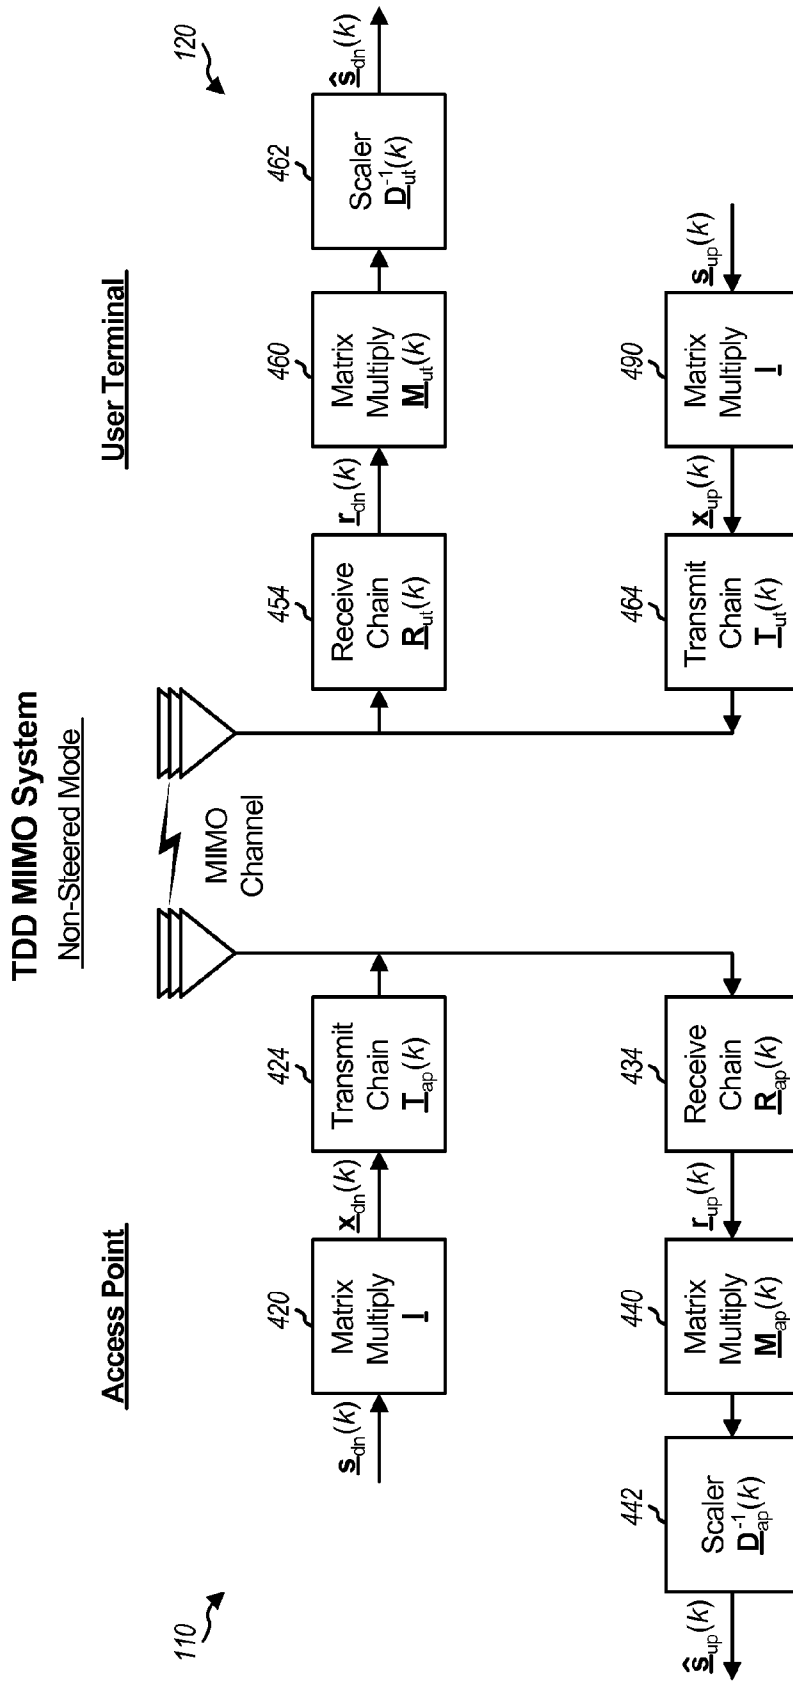 TDD MIMO System
Non-Steered Mode
Access Point
User Terminal
110
120
MIMO
Channel
s_dn(k)
420
Matrix
Multiply
I
x_dn(k)
424
Transmit
Chain
T_ap(k)
454
Receive
Chain
R_ut(k)
r_dn(k)
460
Matrix
Multiply
M_ut(k)
462
Scaler
D⁻¹_ut(k)
ŝ_dn(k)
ŝ_up(k)
442
Scaler
D⁻¹_ap(k)
440
Matrix
Multiply
M_ap(k)
r_up(k)
434
Receive
Chain
R_ap(k)
464
Transmit
Chain
T_ut(k)
x_up(k)
490
Matrix
Multiply
I
s_up(k)